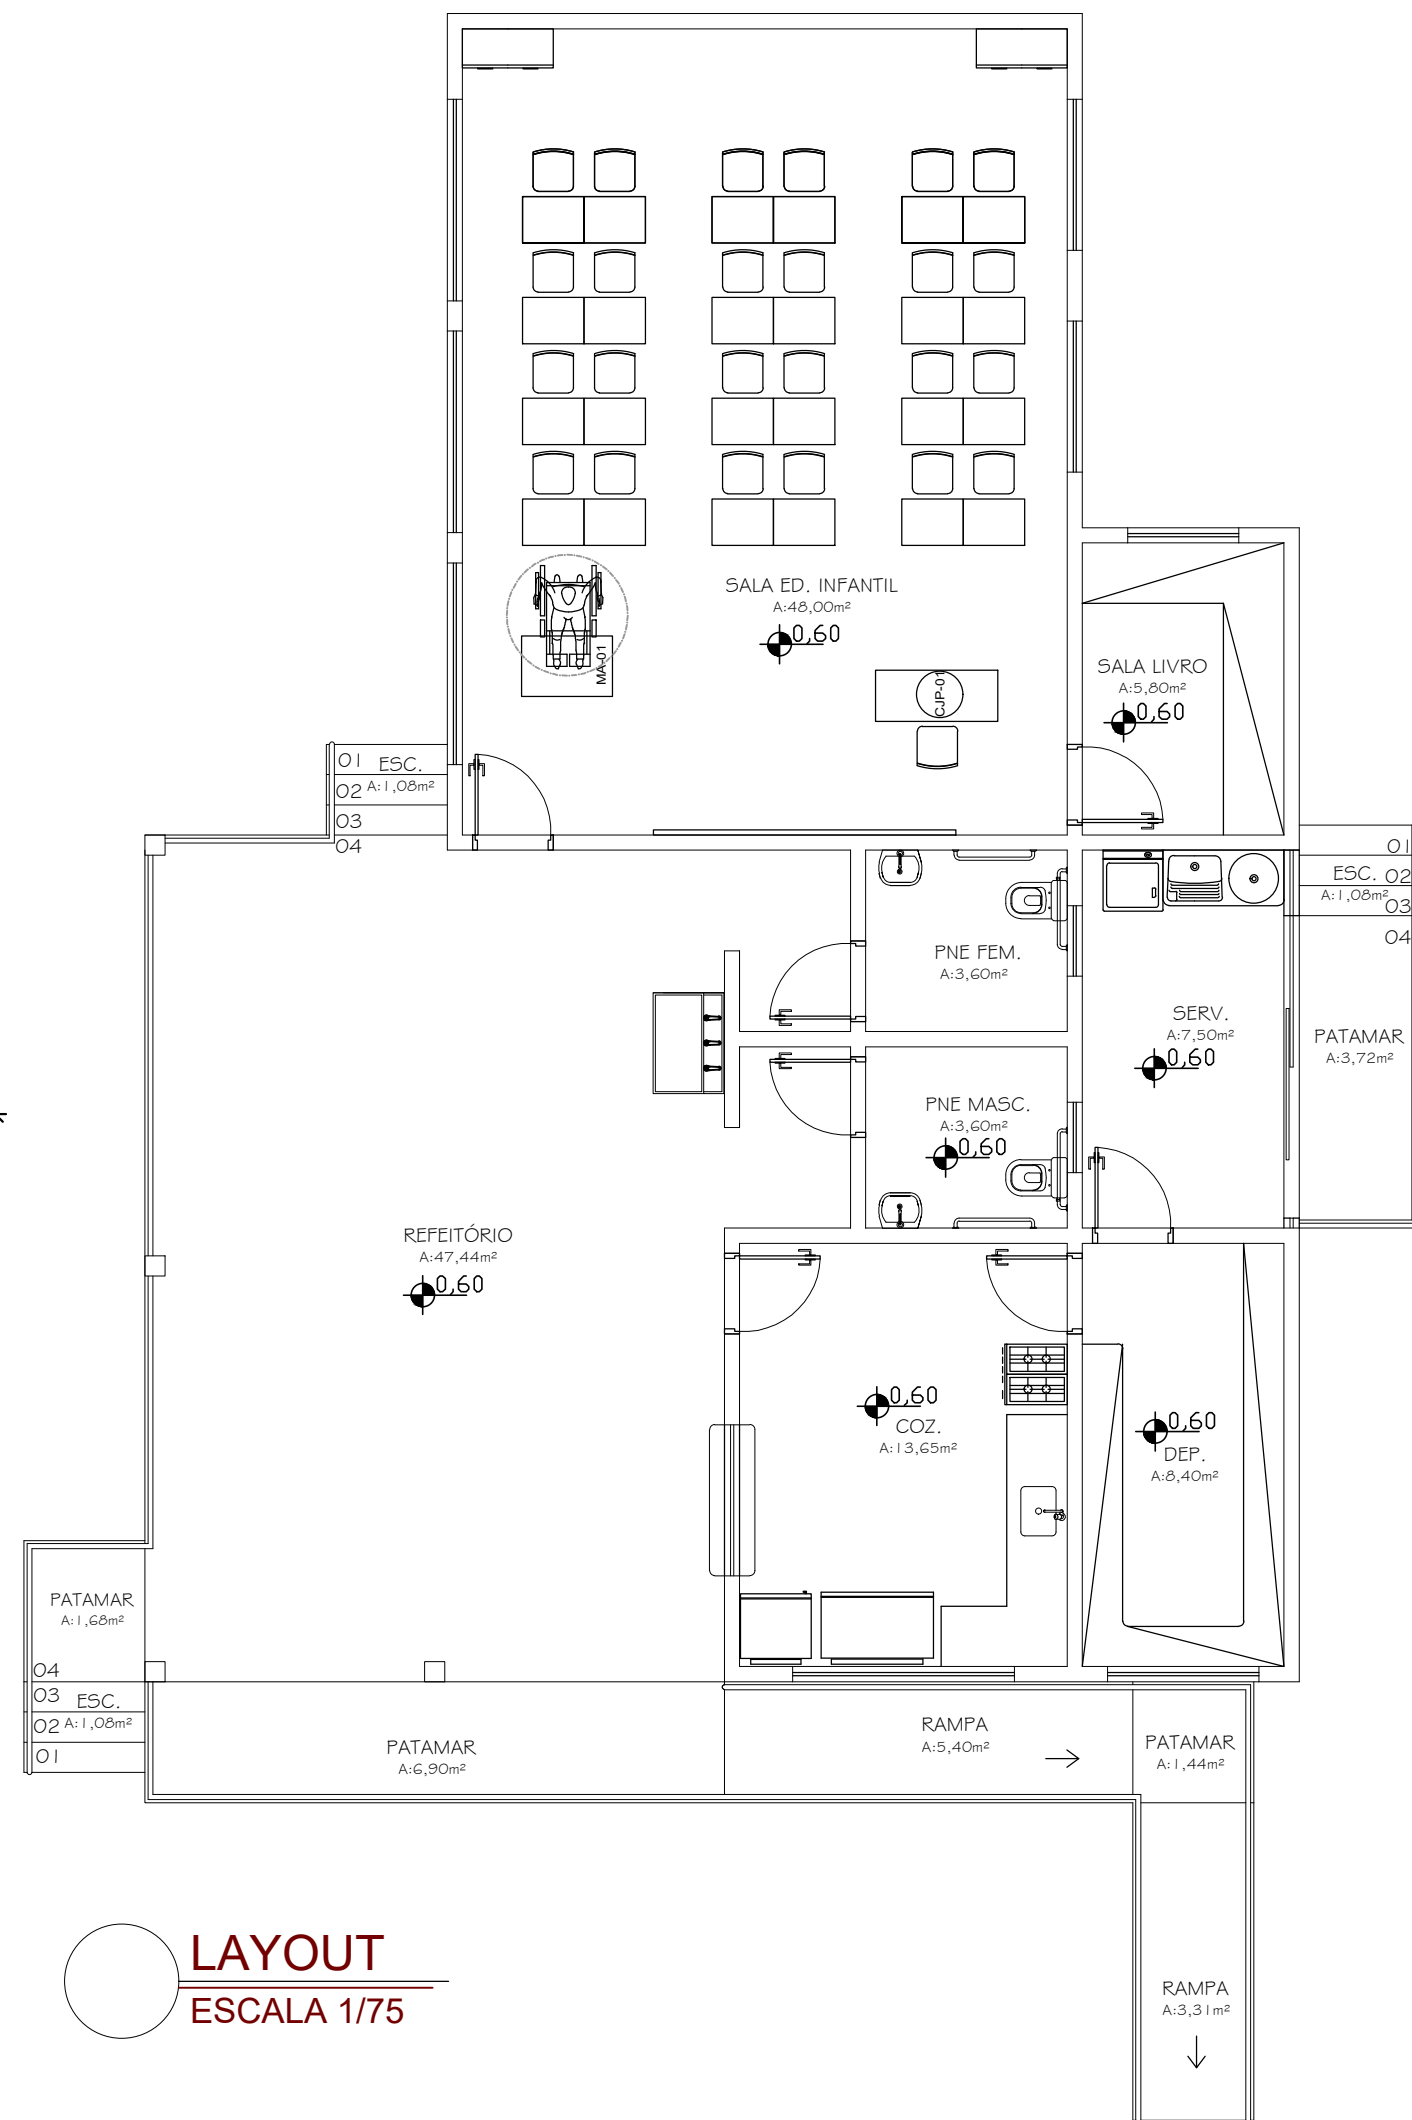 SALA ED. INFANTIL
A:48,00m²
0,60
MA-01
CJP-01
SALA LIVRO
A:5,80m²
0,60
01
ESC.
02
A:1,08m²
03
04
01
ESC.
02
A:1,08m²
03
04
PNE FEM.
A:3,60m²
SERV.
A:7,50m²
0,60
PATAMAR
A:3,72m²
PNE MASC.
A:3,60m²
0,60
REFEITÓRIO
A:47,44m²
0,60
0,60
COZ.
A:13,65m²
0,60
DEP.
A:8,40m²
PATAMAR
A:1,68m²
04
03
ESC.
02
A:1,08m²
01
PATAMAR
A:6,90m²
RAMPA
A:5,40m²
PATAMAR
A:1,44m²
LAYOUT
ESCALA 1/75
RAMPA
A:3,31m²